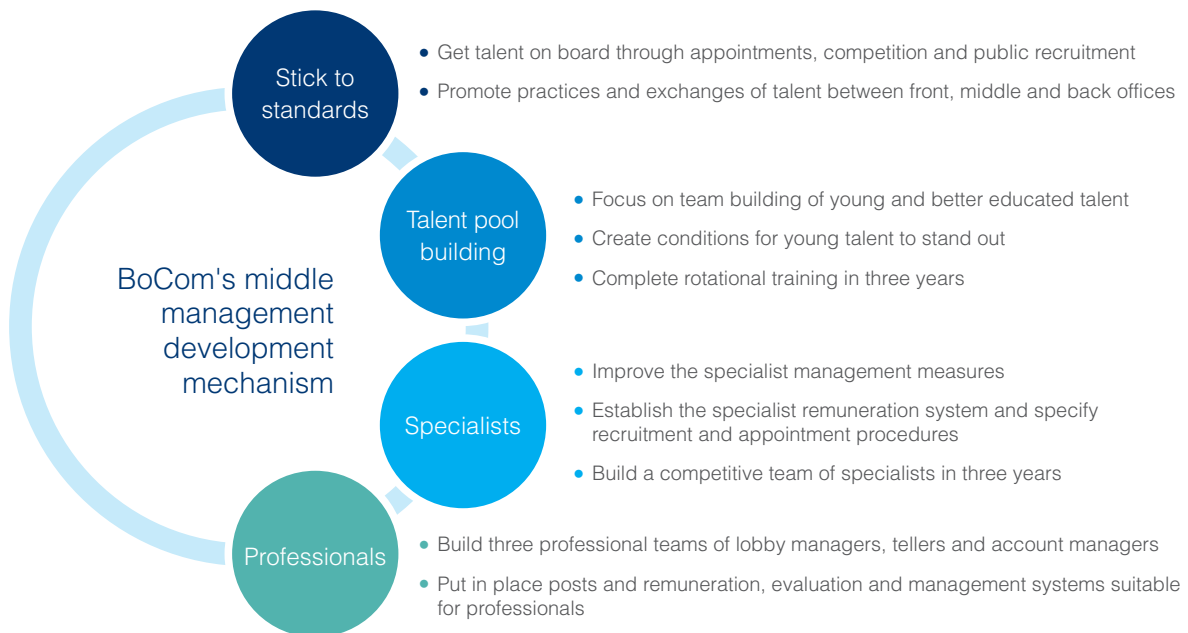 Stick to
standards
• Get talent on board through appointments, competition and public recruitment
• Promote practices and exchanges of talent between front, middle and back offices
Talent pool
building
• Focus on team building of young and better educated talent
• Create conditions for young talent to stand out
• Complete rotational training in three years
BoCom's middle
management
development
mechanism
Specialists
• Improve the specialist management measures
• Establish the specialist remuneration system and specify
recruitment and appointment procedures
• Build a competitive team of specialists in three years
Professionals
• Build three professional teams of lobby managers, tellers and account managers
• Put in place posts and remuneration, evaluation and management systems suitable
for professionals